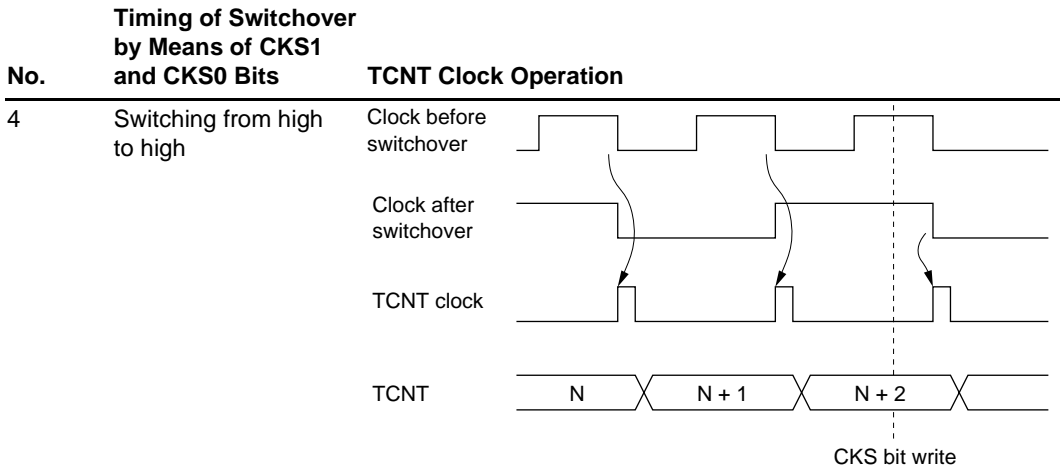 No.
Timing of Switchover
by Means of CKS1
and CKS0 Bits
TCNT Clock Operation
4
Switching from high
to high
Clock before
switchover
Clock after
switchover
TCNT clock
TCNT
N
N + 1
N + 2
CKS bit write